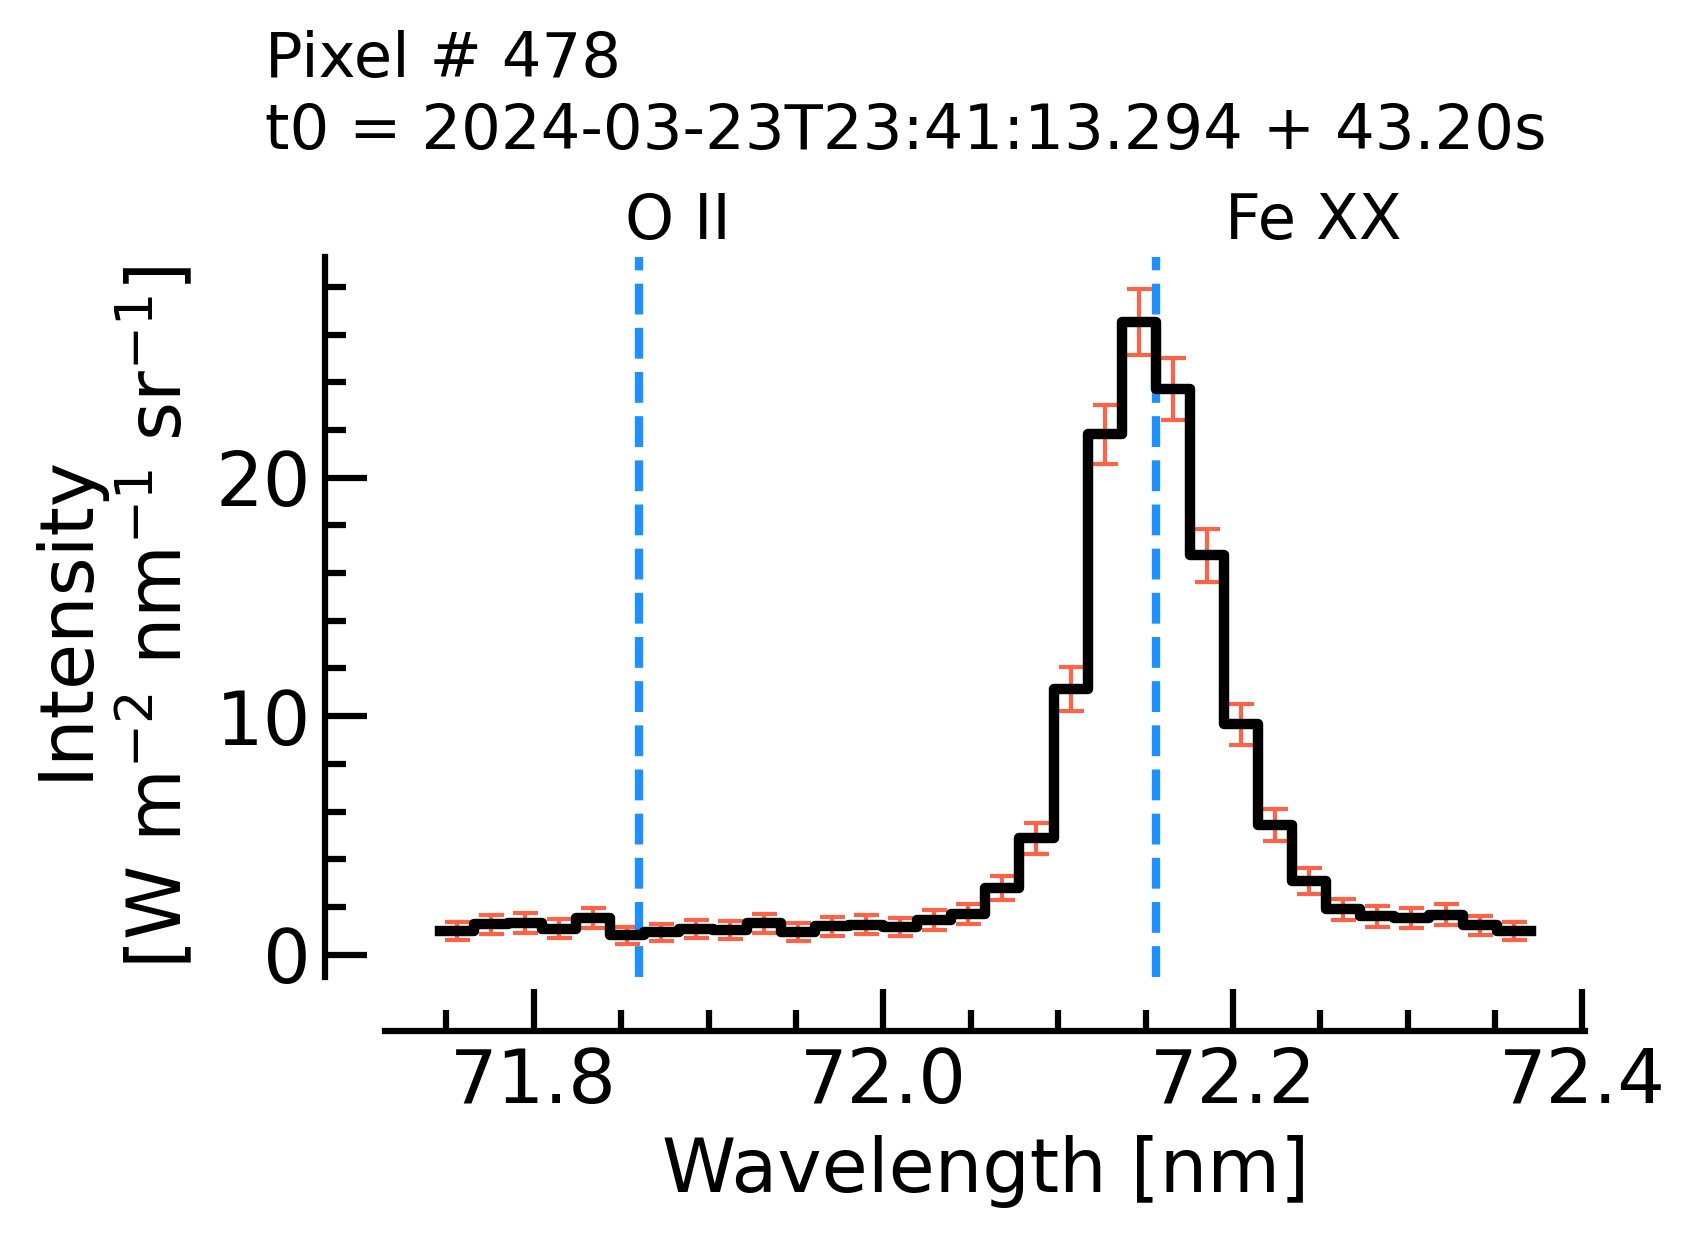 Pixel # 478
t0 = 2024-03-23T23:41:13.294 + 43.20s
O II
Fe XX
Intensity
[W m⁻² nm⁻¹ sr⁻¹]
20
10
0
71.8 72.0 72.2 72.4
Wavelength [nm]